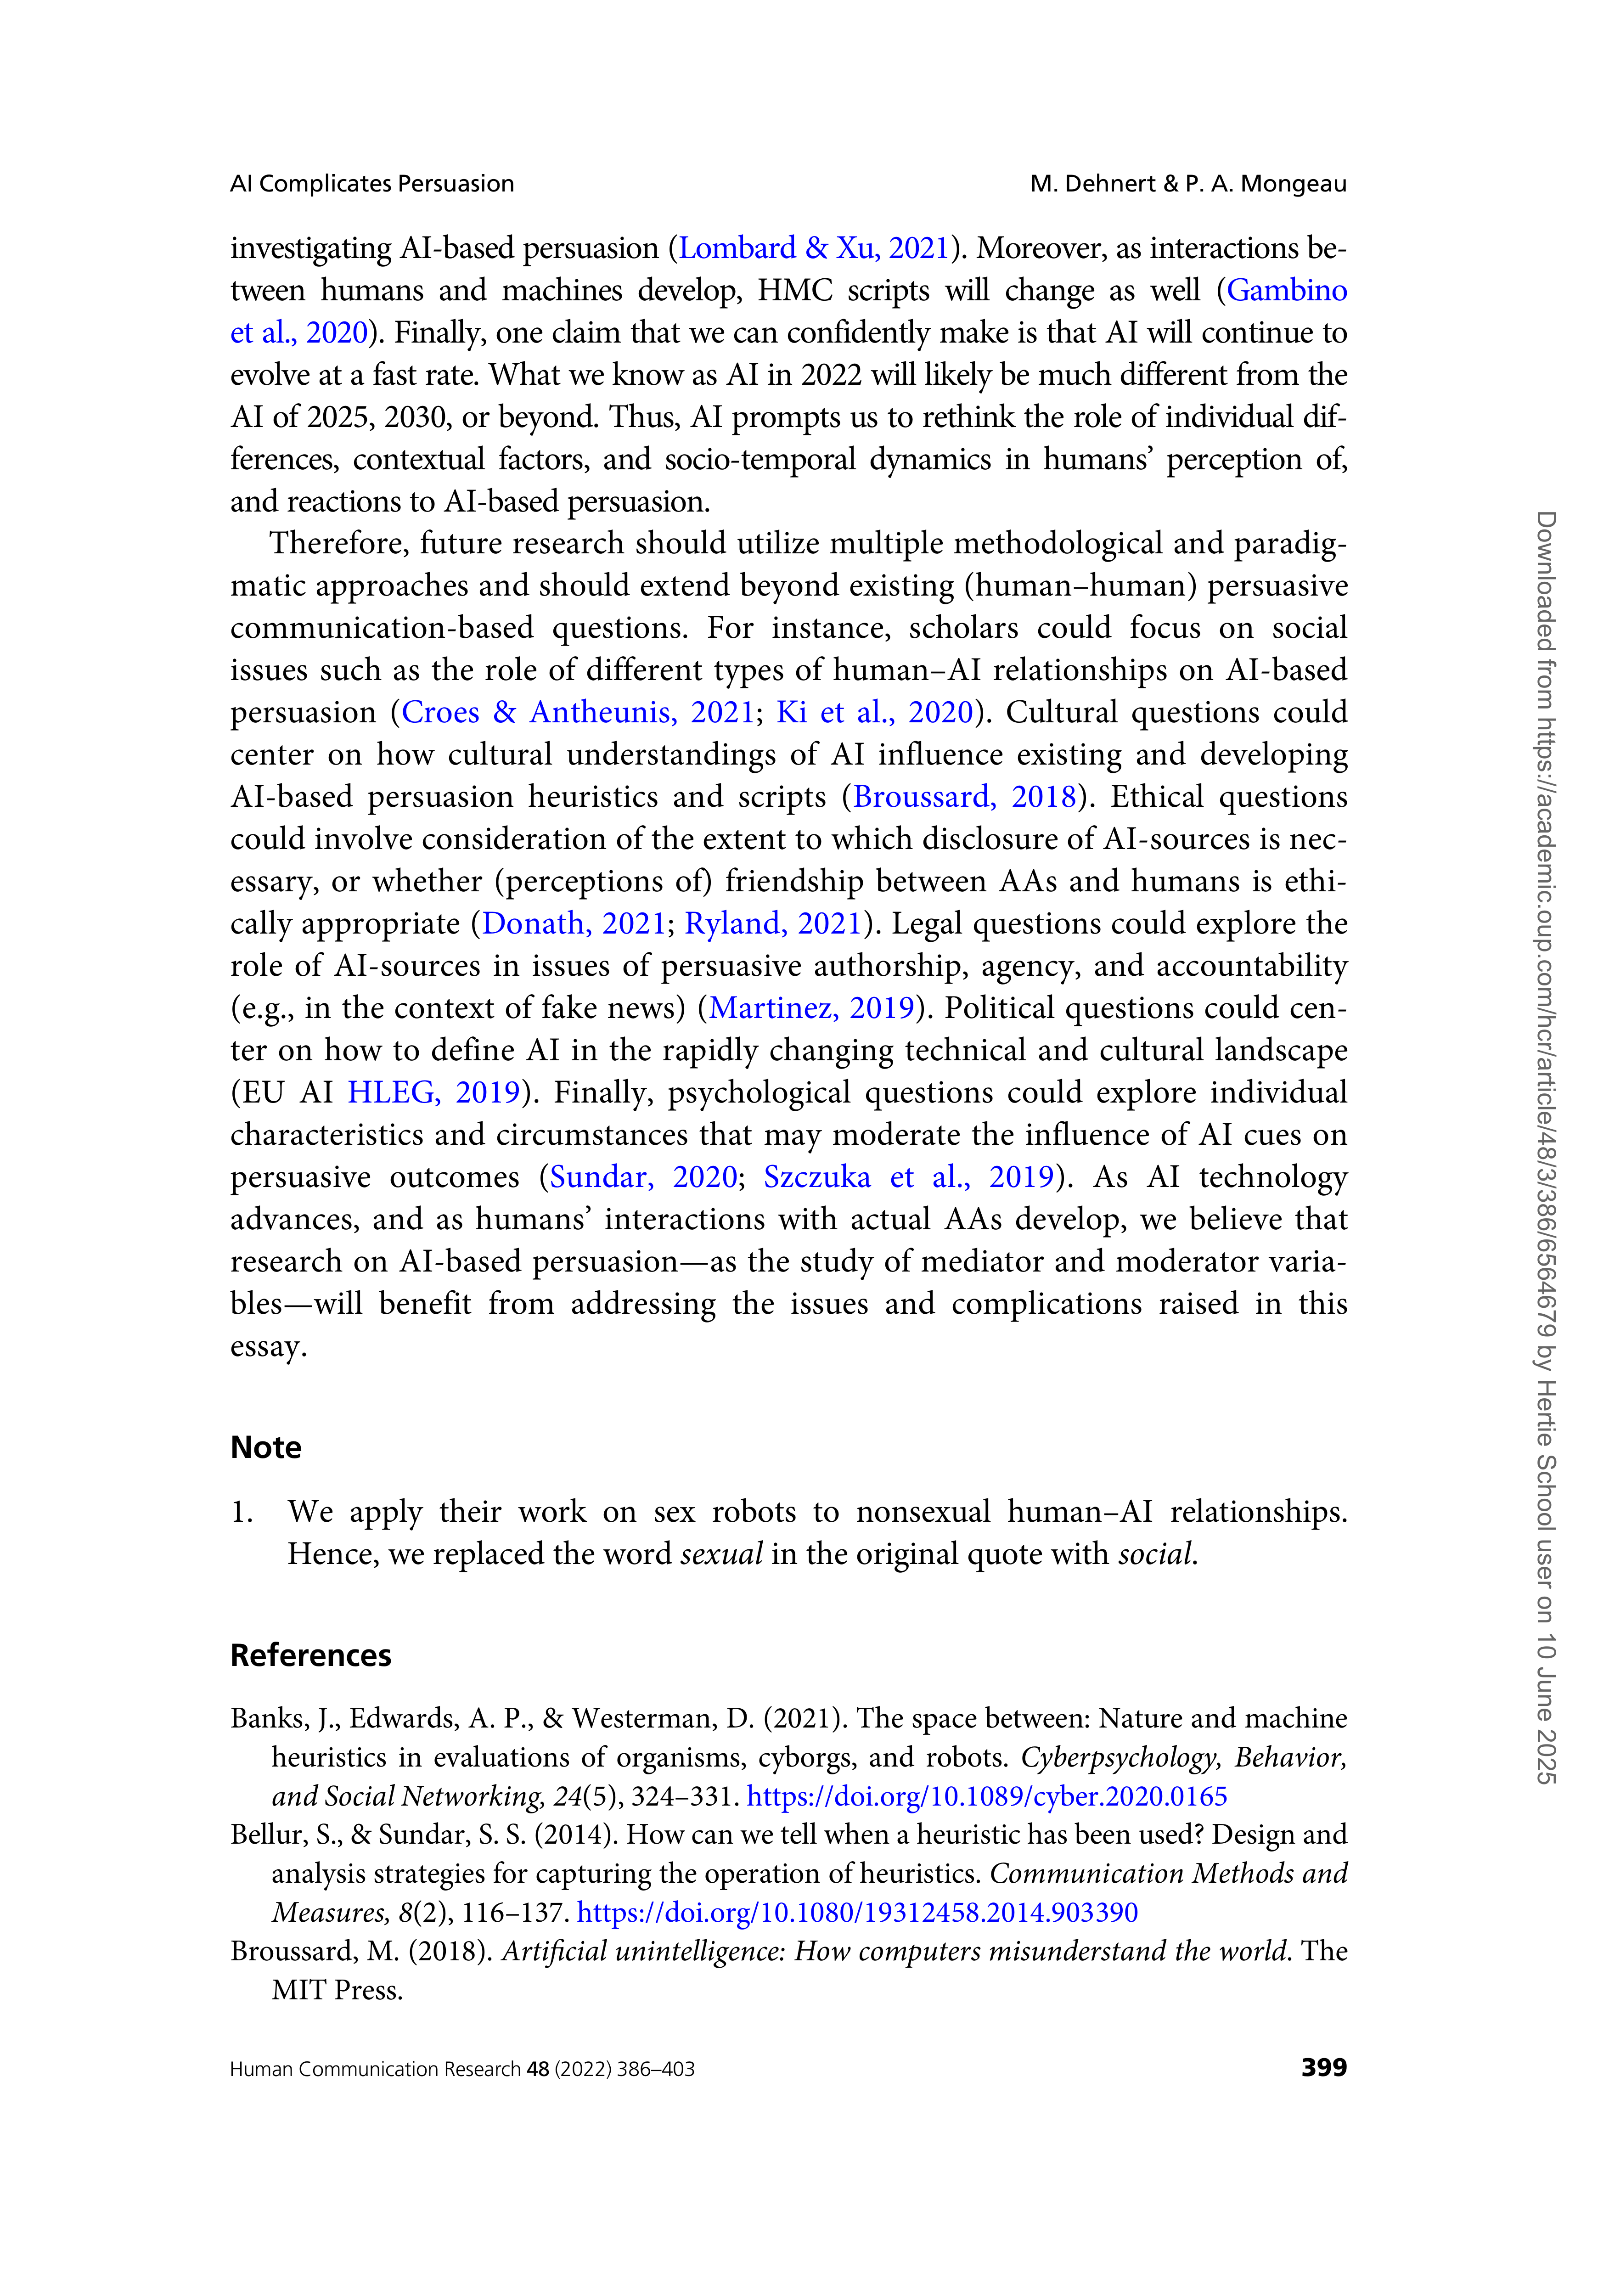 AI Complicates Persuasion
M. Dehnert & P. A. Mongeau
investigating AI-based persuasion (Lombard & Xu, 2021). Moreover, as interactions be-
tween humans and machines develop, HMC scripts will change as well (Gambino
et al., 2020). Finally, one claim that we can confidently make is that AI will continue to
evolve at a fast rate. What we know as AI in 2022 will likely be much different from the
AI of 2025, 2030, or beyond. Thus, AI prompts us to rethink the role of individual dif-
ferences, contextual factors, and socio-temporal dynamics in humans’ perception of,
and reactions to AI-based persuasion.
Therefore, future research should utilize multiple methodological and paradig-
matic approaches and should extend beyond existing (human–human) persuasive
communication-based questions. For instance, scholars could focus on social
issues such as the role of different types of human–AI relationships on AI-based
persuasion (Croes & Antheunis, 2021; Ki et al., 2020). Cultural questions could
center on how cultural understandings of AI influence existing and developing
AI-based persuasion heuristics and scripts (Broussard, 2018). Ethical questions
could involve consideration of the extent to which disclosure of AI-sources is nec-
essary, or whether (perceptions of) friendship between AAs and humans is ethi-
cally appropriate (Donath, 2021; Ryland, 2021). Legal questions could explore the
role of AI-sources in issues of persuasive authorship, agency, and accountability
(e.g., in the context of fake news) (Martinez, 2019). Political questions could cen-
ter on how to define AI in the rapidly changing technical and cultural landscape
(EU AI HLEG, 2019). Finally, psychological questions could explore individual
characteristics and circumstances that may moderate the influence of AI cues on
persuasive outcomes (Sundar, 2020; Szczuka et al., 2019). As AI technology
advances, and as humans’ interactions with actual AAs develop, we believe that
research on AI-based persuasion—as the study of mediator and moderator varia-
bles—will benefit from addressing the issues and complications raised in this
essay.
Note
1. We apply their work on sex robots to nonsexual human–AI relationships.
Hence, we replaced the word sexual in the original quote with social.
References
Banks, J., Edwards, A. P., & Westerman, D. (2021). The space between: Nature and machine
heuristics in evaluations of organisms, cyborgs, and robots. Cyberpsychology, Behavior,
and Social Networking, 24(5), 324–331. https://doi.org/10.1089/cyber.2020.0165
Bellur, S., & Sundar, S. S. (2014). How can we tell when a heuristic has been used? Design and
analysis strategies for capturing the operation of heuristics. Communication Methods and
Measures, 8(2), 116–137. https://doi.org/10.1080/19312458.2014.903390
Broussard, M. (2018). Artificial unintelligence: How computers misunderstand the world. The
MIT Press.
Human Communication Research 48 (2022) 386–403
399
Downloaded from https://academic.oup.com/hcr/article/48/3/386/6564679 by Hertie School user on 10 June 2025